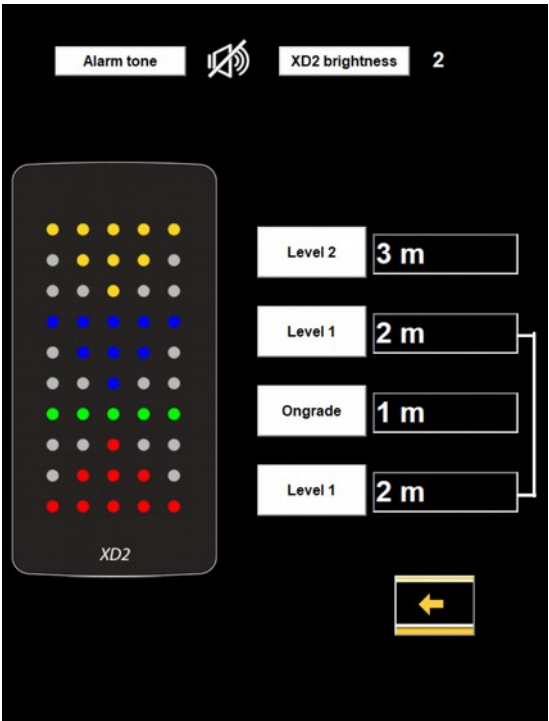 Alarm tone XD2 brightness 2
Level 2 3 m
Level 1 2 m
Ongrade 1 m
Level 1 2 m
XD2